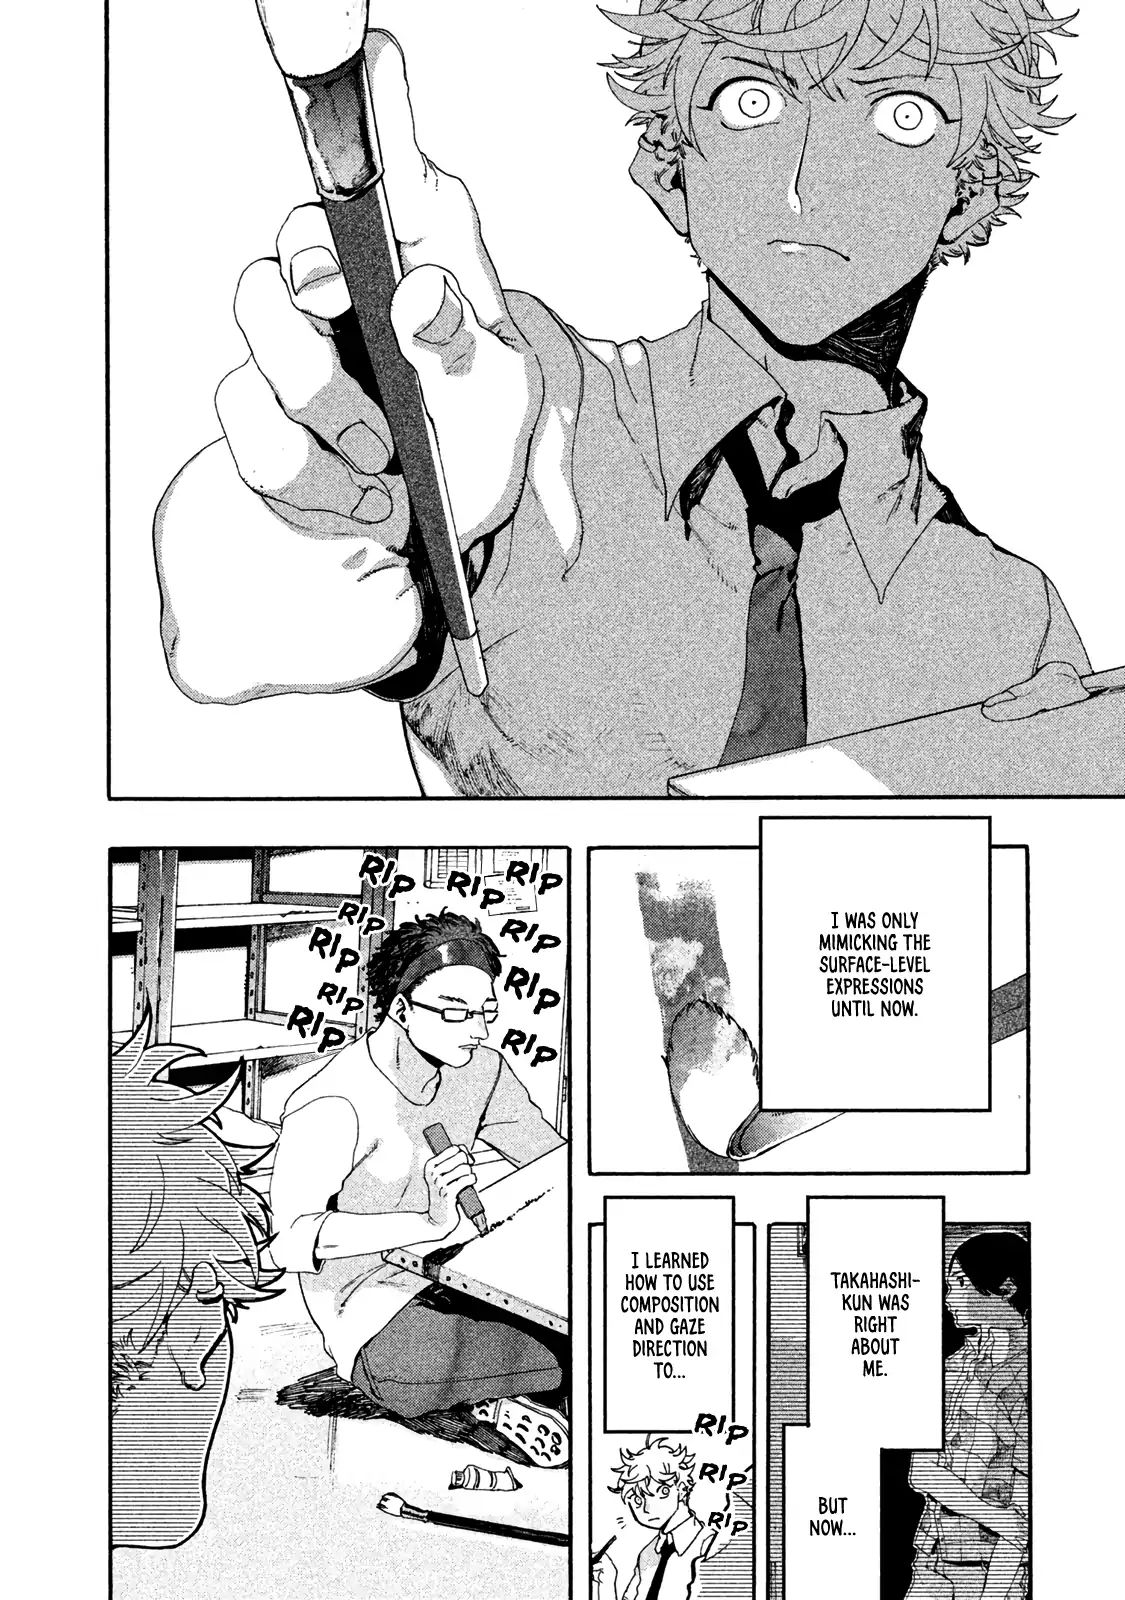 I WAS ONLY
MIMICKING THE
SURFACE-LEVEL
EXPRESSIONS
UNTIL NOW.
RIP
RIP
RIP
RIP
RIP
RIP
RIP
RIP
RIP
RIP
RIP
TAKAHASHI-
KUN WAS
RIGHT
ABOUT
ME.
BUT
NOW...
I LEARNED
HOW TO USE
COMPOSITION
AND GAZE
DIRECTION
TO...
RIP
RIP
RIP